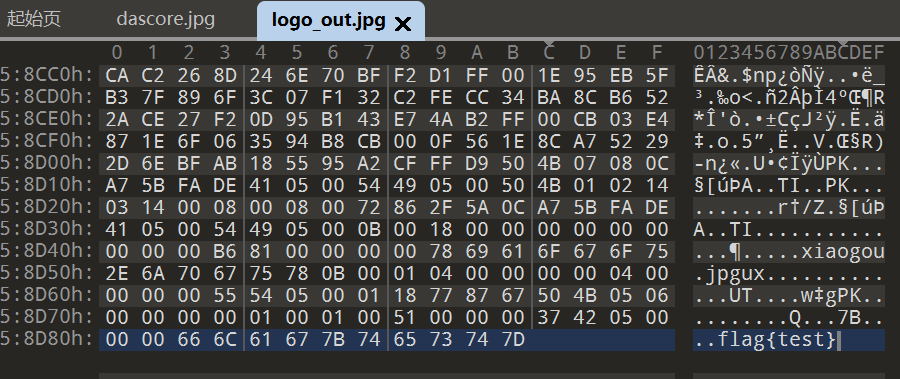 起始页 dascore.jpg logo_out.jpg ×
0 1 2 3 4 5 6 7 8 9 A B C D E F 0123456789ABCDEF
5:8CC0h: CA C2 26 8D 24 6E 70 BF F2 D1 FF 00 1E 95 EB 5F ÊÂ&.$np¿òÑÿ..•ë_
5:8CD0h: B3 7F 89 6F 3C 07 F1 32 C2 FE CC 34 BA 8C B6 52 ³.‰o<.ñ2ÂþÌ4ºŒ¶R
5:8CE0h: 2A CE 27 F2 0D 95 B1 43 E7 4A B2 FF 00 CB 03 E4 *Î'ò.•±CçJ²ÿ.Ë.ä
5:8CF0h: 87 1E 6F 06 35 94 B8 CB 00 0F 56 1E 8C A7 52 29 ‡.o.5”¸Ë..V.Œ§R)
5:8D00h: 2D 6E BF AB 18 55 95 A2 CF FF D9 50 4B 07 08 0C -n¿«.U•¢ÏÿÙPK...
5:8D10h: A7 5B FA DE 41 05 00 54 49 05 00 50 4B 01 02 14 §[úÞA..TI..PK...
5:8D20h: 03 14 00 08 00 08 00 72 86 2F 5A 0C A7 5B FA DE .......r†/Z.§[úÞ
5:8D30h: 41 05 00 54 49 05 00 0B 00 18 00 00 00 00 00 00 A..TI...........
5:8D40h: 00 00 00 B6 81 00 00 00 00 78 69 61 6F 67 6F 75 ...¶.....xiaogou
5:8D50h: 2E 6A 70 67 75 78 0B 00 01 04 00 00 00 00 04 00 .jpgux..........
5:8D60h: 00 00 00 55 54 05 00 01 18 77 87 67 50 4B 05 06 ...UT....w‡gPK..
5:8D70h: 00 00 00 00 01 00 01 00 51 00 00 00 37 42 05 00 ........Q...7B..
5:8D80h: 00 00 66 6C 61 67 7B 74 65 73 74 7D ..flag{test}